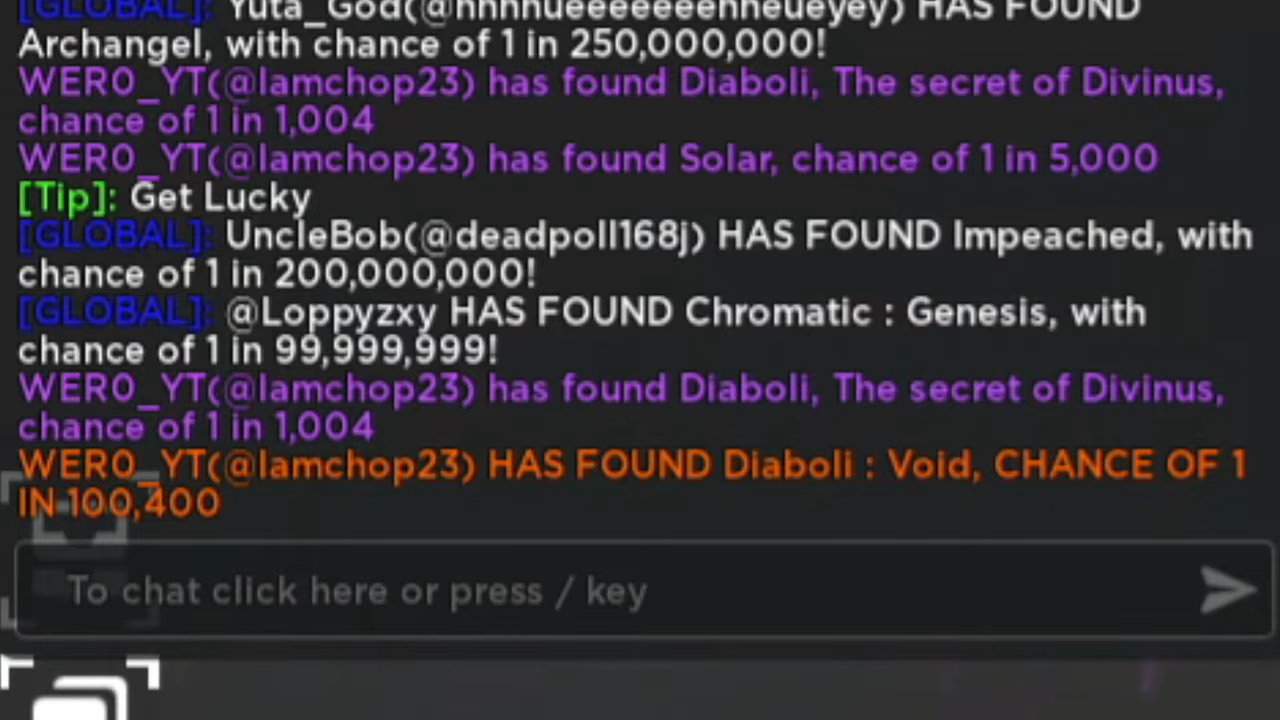 [GLOBAL]: Yuta_God(@hhhhueeeeeeehheueyey) HAS FOUND
Archangel, with chance of 1 in 250,000,000!
WER0_YT(@lamchop23) has found Diaboli, The secret of Divinus,
chance of 1 in 1,004
WER0_YT(@lamchop23) has found Solar, chance of 1 in 5,000
[Tip]: Get Lucky
[GLOBAL]: UncleBob(@deadpoll168j) HAS FOUND Impeached, with
chance of 1 in 200,000,000!
[GLOBAL]: @Loppyzxy HAS FOUND Chromatic : Genesis, with
chance of 1 in 99,999,999!
WER0_YT(@lamchop23) has found Diaboli, The secret of Divinus,
chance of 1 in 1,004
WER0_YT(@lamchop23) HAS FOUND Diaboli : Void, CHANCE OF 1
IN 100,400
To chat click here or press / key